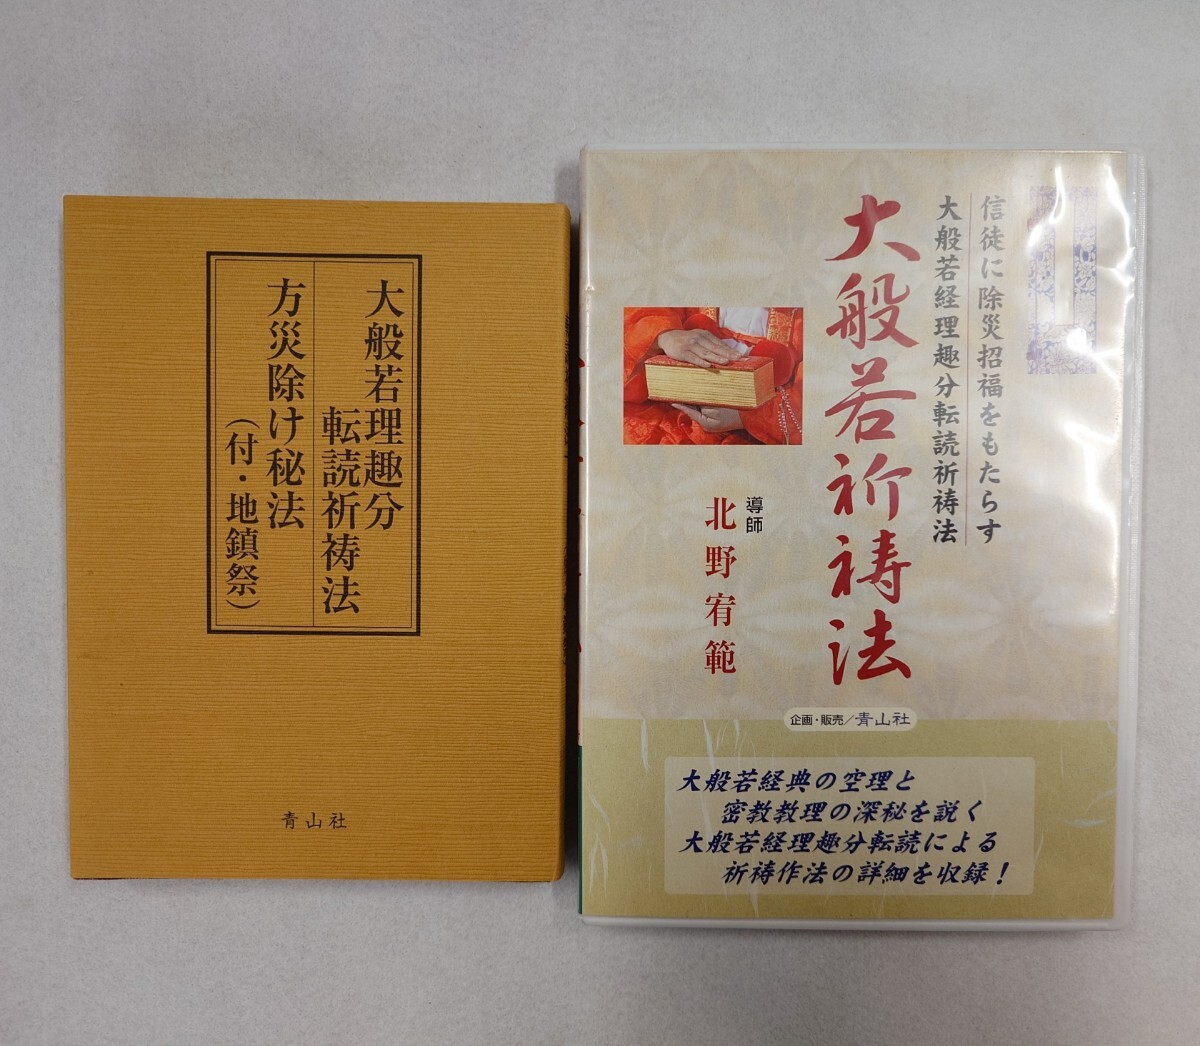 大般若理趣分
転読祈祷法
方災除け秘法
（付・地鎮祭）
青山社
信徒に除災招福をもたらす
大般若経理趣分転読祈祷法
大般若祈祷法
導師
北野宥範
企画・販売／青山社
大般若経典の空理と
密教教理の深秘を説く
大般若経理趣分転読による
祈祷作法の詳細を収録！